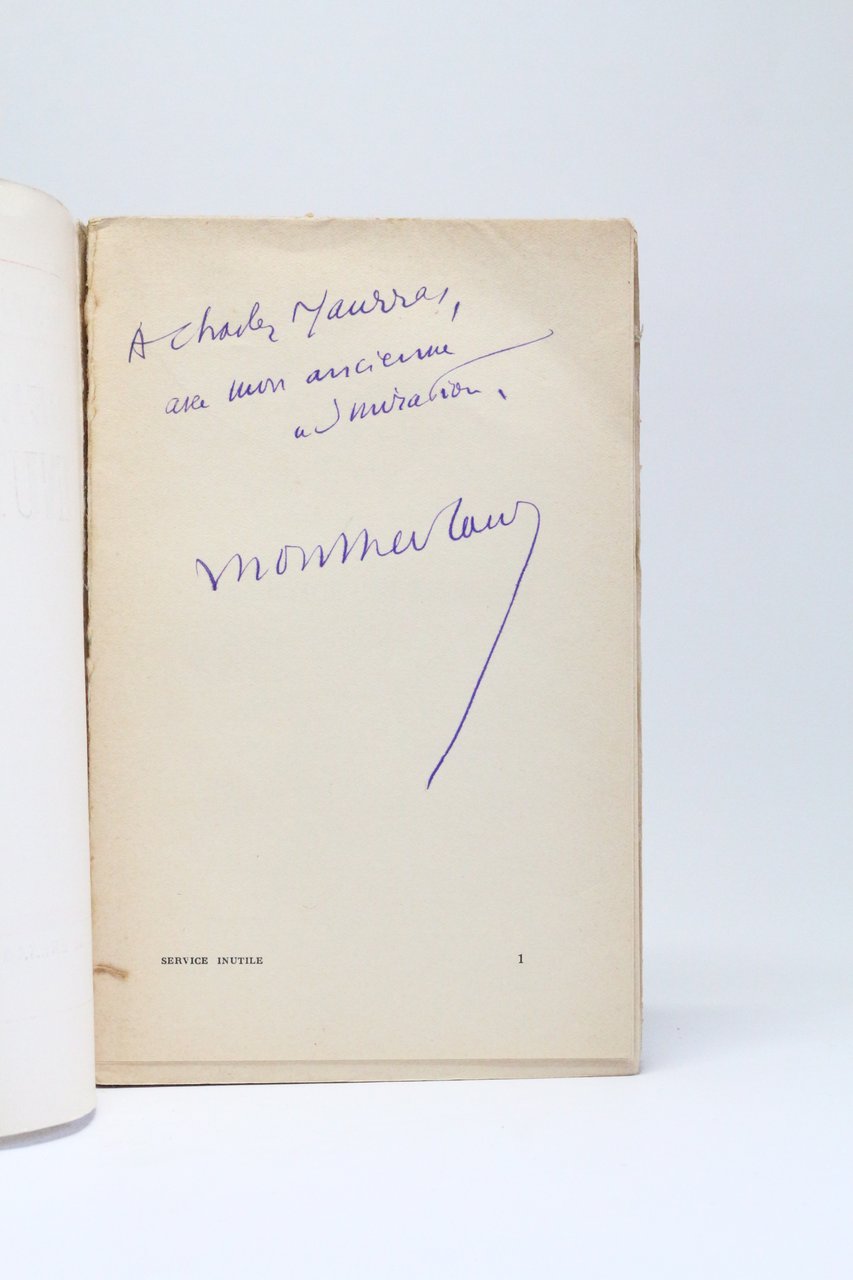 A Charles Maurras,
avec mon ancienne
admiration.
Montherlant
SERVICE INUTILE 1